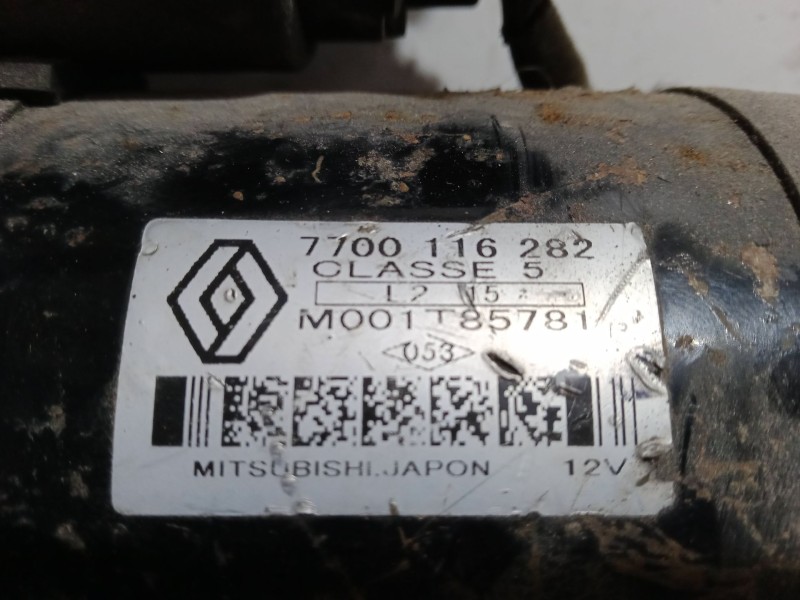 7700 116 282
CLASSE 5
L2 15
M001T85781
053
MITSUBISHI.JAPON 12V